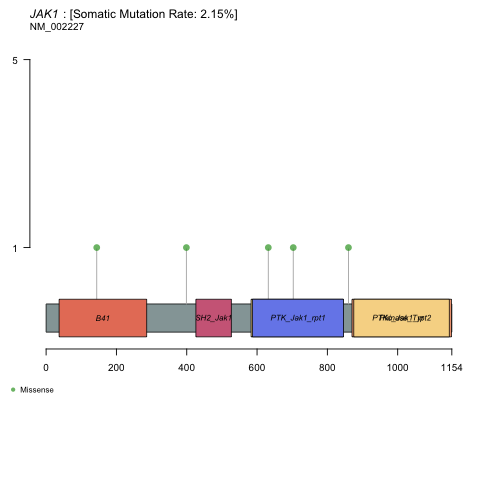 JAK1 : [Somatic Mutation Rate: 2.15%]
NM_002227
5
1
B41
SH2_Jak1
PTK_Jak1_rpt1
0
200
400
600
800
1000
1154
Missense